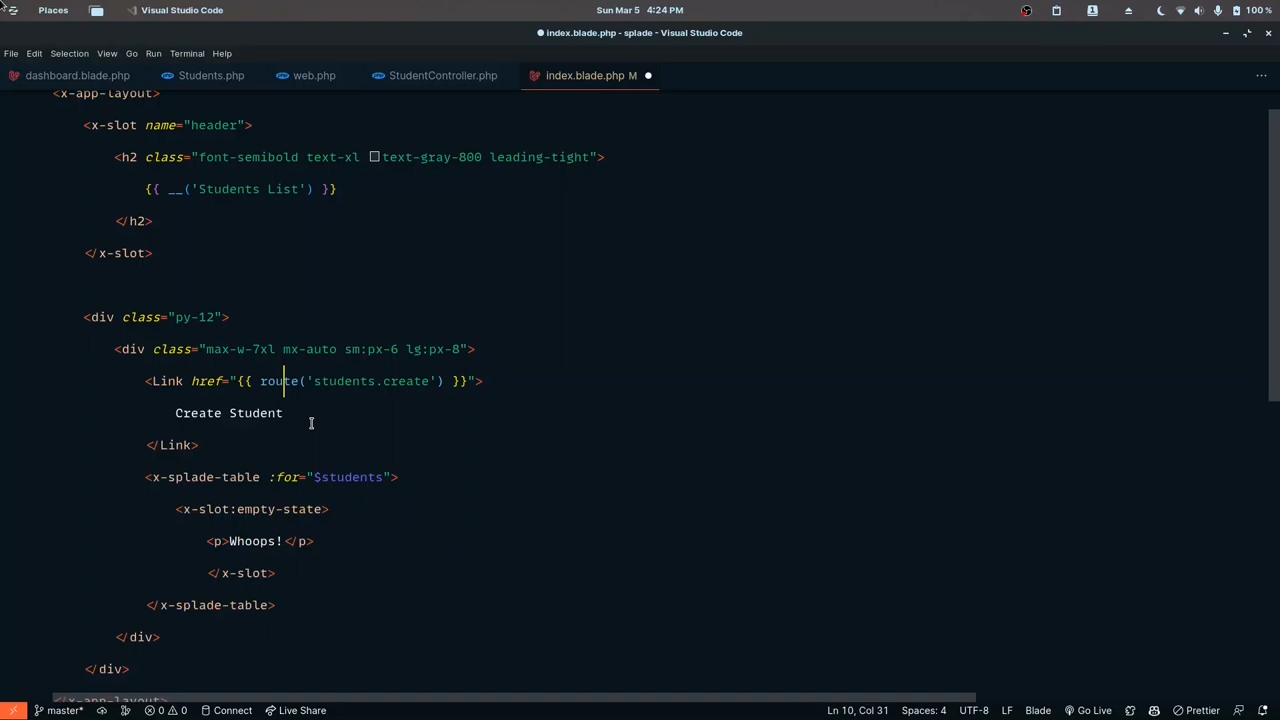 Places
Visual Studio Code
Sun Mar 5 4:24 PM
1
100 %
index.blade.php - splade - Visual Studio Code
File Edit Selection View Go Run Terminal Help
dashboard.blade.php Students.php web.php StudentController.php index.blade.php M
<x-app-layout>
<x-slot name="header">
<h2 class="font-semibold text-xl text-gray-800 leading-tight">
{{ __('Students List') }}
</h2>
</x-slot>
<div class="py-12">
<div class="max-w-7xl mx-auto sm:px-6 lg:px-8">
<Link href="{{ route('students.create') }}">
Create Student
</Link>
<x-splade-table :for="$students">
<x-slot:empty-state>
<p>Whoops!</p>
</x-slot>
</x-splade-table>
</div>
</div>
</x-app-layout>
master* 0 0 Connect Live Share Ln 10, Col 31 Spaces: 4 UTF-8 LF Blade Go Live Prettier